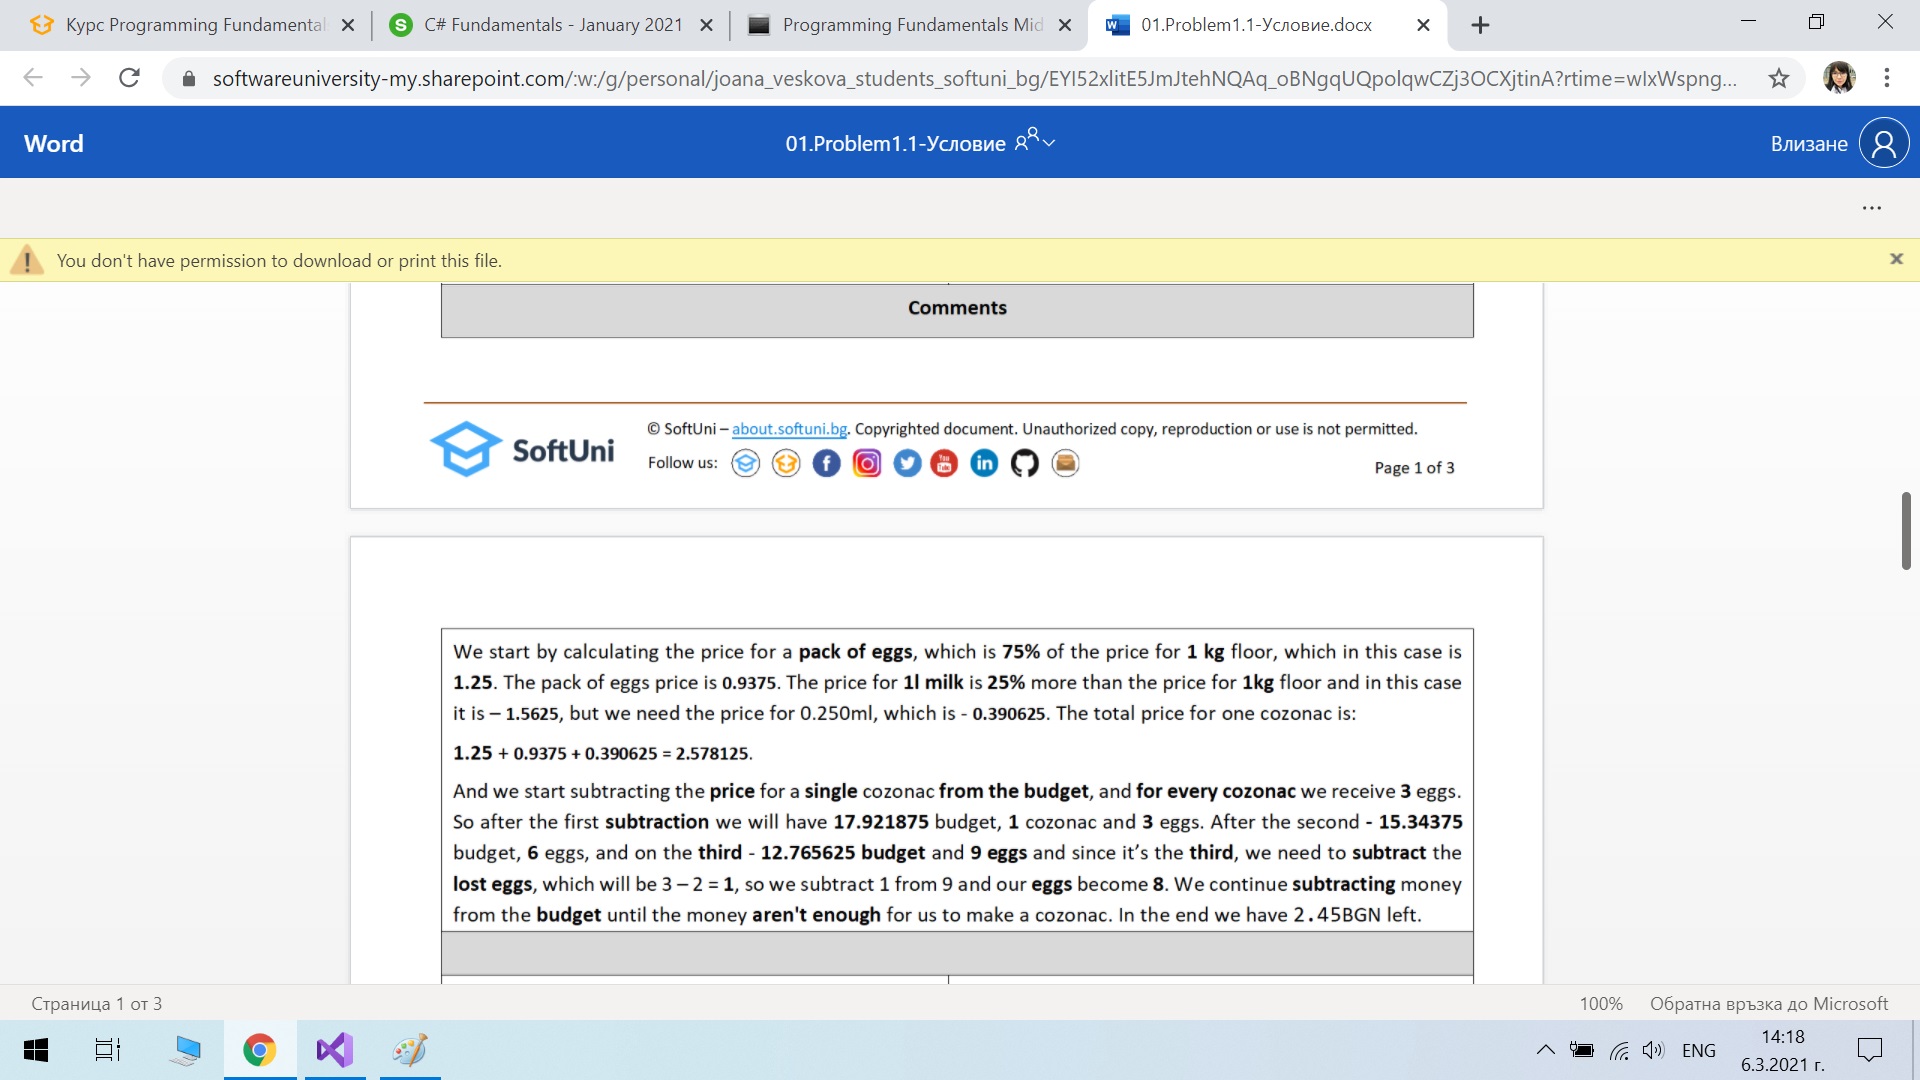 Курс Programming Fundamental
C# Fundamentals - January 2021
Programming Fundamentals Mid
01.Problem1.1-Условие.docx
softwareuniversity-my.sharepoint.com/:w:/g/personal/joana_veskova_students_softuni_bg/EYI52xlitE5JmJtehNQAq_oBNgqUQpolqwCZj3OCXjtinA?rtime=wIxWspng...
Word
01.Problem1.1-Условие
Влизане
You don't have permission to download or print this file.
Comments
© SoftUni – about.softuni.bg. Copyrighted document. Unauthorized copy, reproduction or use is not permitted.
SoftUni
Follow us:
Page 1 of 3
We start by calculating the price for a pack of eggs, which is 75% of the price for 1 kg floor, which in this case is
1.25. The pack of eggs price is 0.9375. The price for 1l milk is 25% more than the price for 1kg floor and in this case
it is – 1.5625, but we need the price for 0.250ml, which is - 0.390625. The total price for one cozonac is:
1.25 + 0.9375 + 0.390625 = 2.578125.
And we start subtracting the price for a single cozonac from the budget, and for every cozonac we receive 3 eggs.
So after the first subtraction we will have 17.921875 budget, 1 cozonac and 3 eggs. After the second - 15.34375
budget, 6 eggs, and on the third - 12.765625 budget and 9 eggs and since it's the third, we need to subtract the
lost eggs, which will be 3 – 2 = 1, so we subtract 1 from 9 and our eggs become 8. We continue subtracting money
from the budget until the money aren't enough for us to make a cozonac. In the end we have 2.45BGN left.
Страница 1 от 3
100%
Обратна връзка до Microsoft
ENG
14:18
6.3.2021 г.